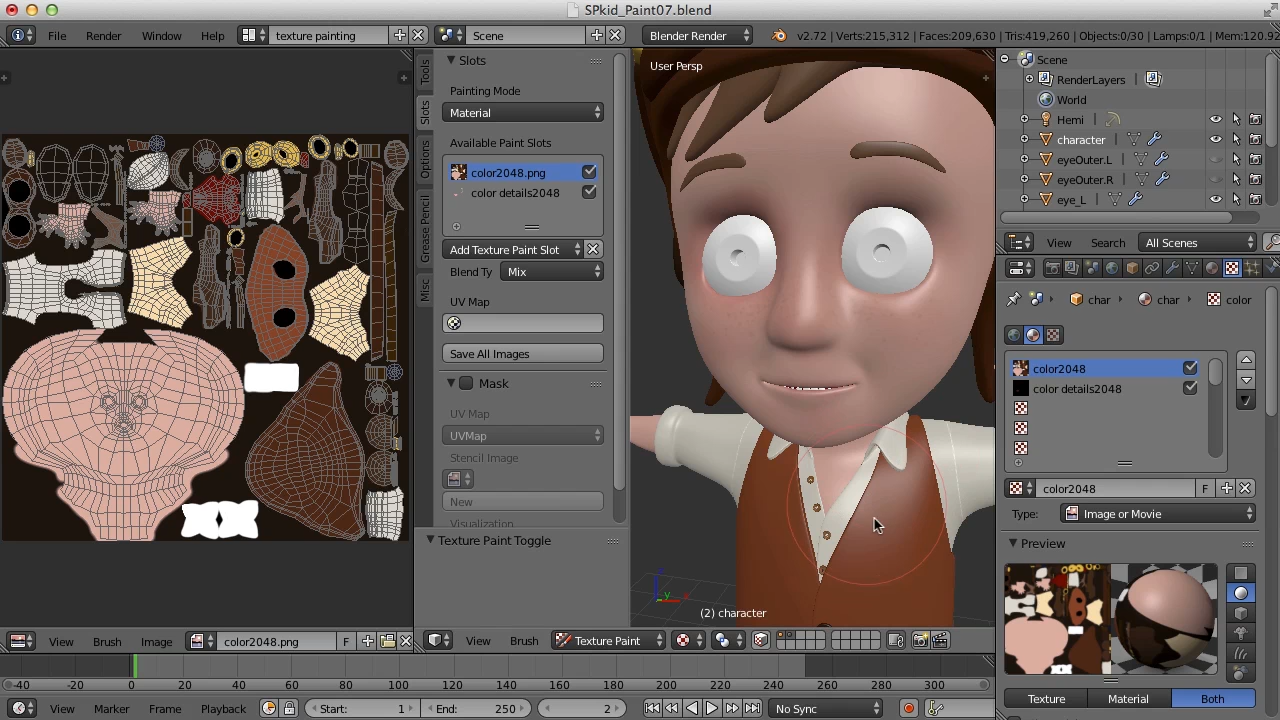 SPkid_Paint07.blend
File Render Window Help texture painting Scene Blender Render v2.72 | Verts:215,312 | Faces:209,630 | Tris:419,260 | Objects:0/30 | Lamps:0/1 | Mem:120.92
Tools
Slots
Options
Grease Pencil
Misc
Slots
Painting Mode
Material
Available Paint Slots
color2048.png
color details2048
Add Texture Paint Slot
Blend Ty Mix
UV Map
Save All Images
Mask
UV Map
UVMap
Stencil Image
New
Visualization
Texture Paint Toggle
User Persp
(2) character
Scene
RenderLayers
World
Hemi
character
eyeOuter.L
eyeOuter.R
eye_L
View Search All Scenes
char char color
color2048
color details2048
color2048 F
Type: Image or Movie
Preview
Texture Material Both
View Brush Image color2048.png F
View Brush Texture Paint
-40 -20 0 20 40 60 80 100 120 140 160 180 200 220 240 260 280 300
View Marker Frame Playback Start: 1 End: 250 2 No Sync